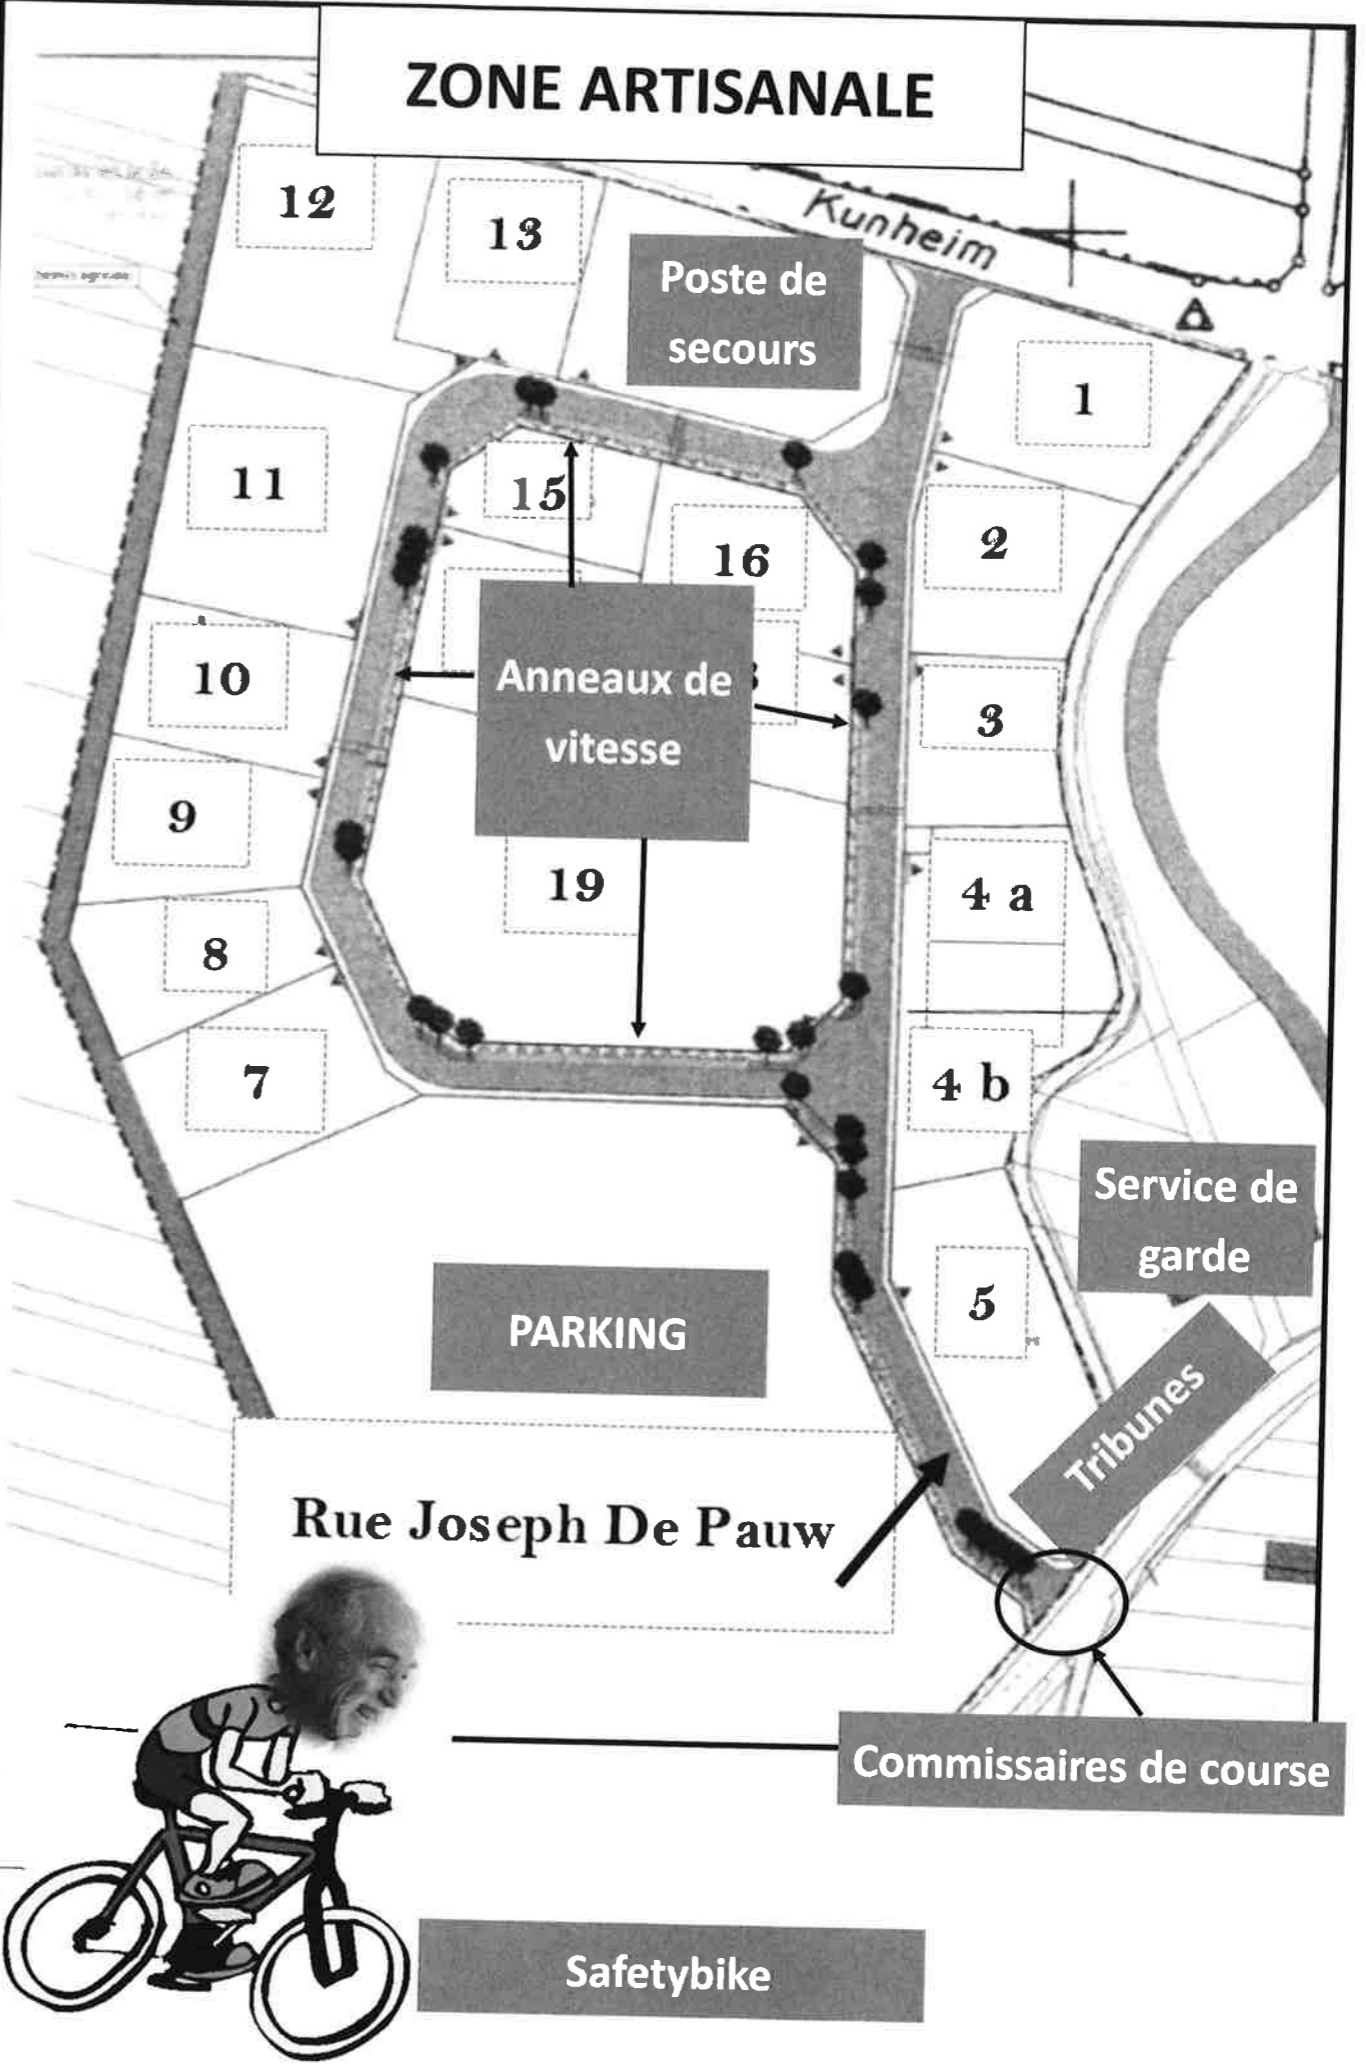 ZONE ARTISANALE
Kunheim
12
13
Poste de
secours
1
11
15
16
2
10
Anneaux de
vitesse
3
9
19
4 a
8
7
4 b
Service de
garde
5
PARKING
Tribunes
Rue Joseph De Pauw
Commissaires de course
Safetybike